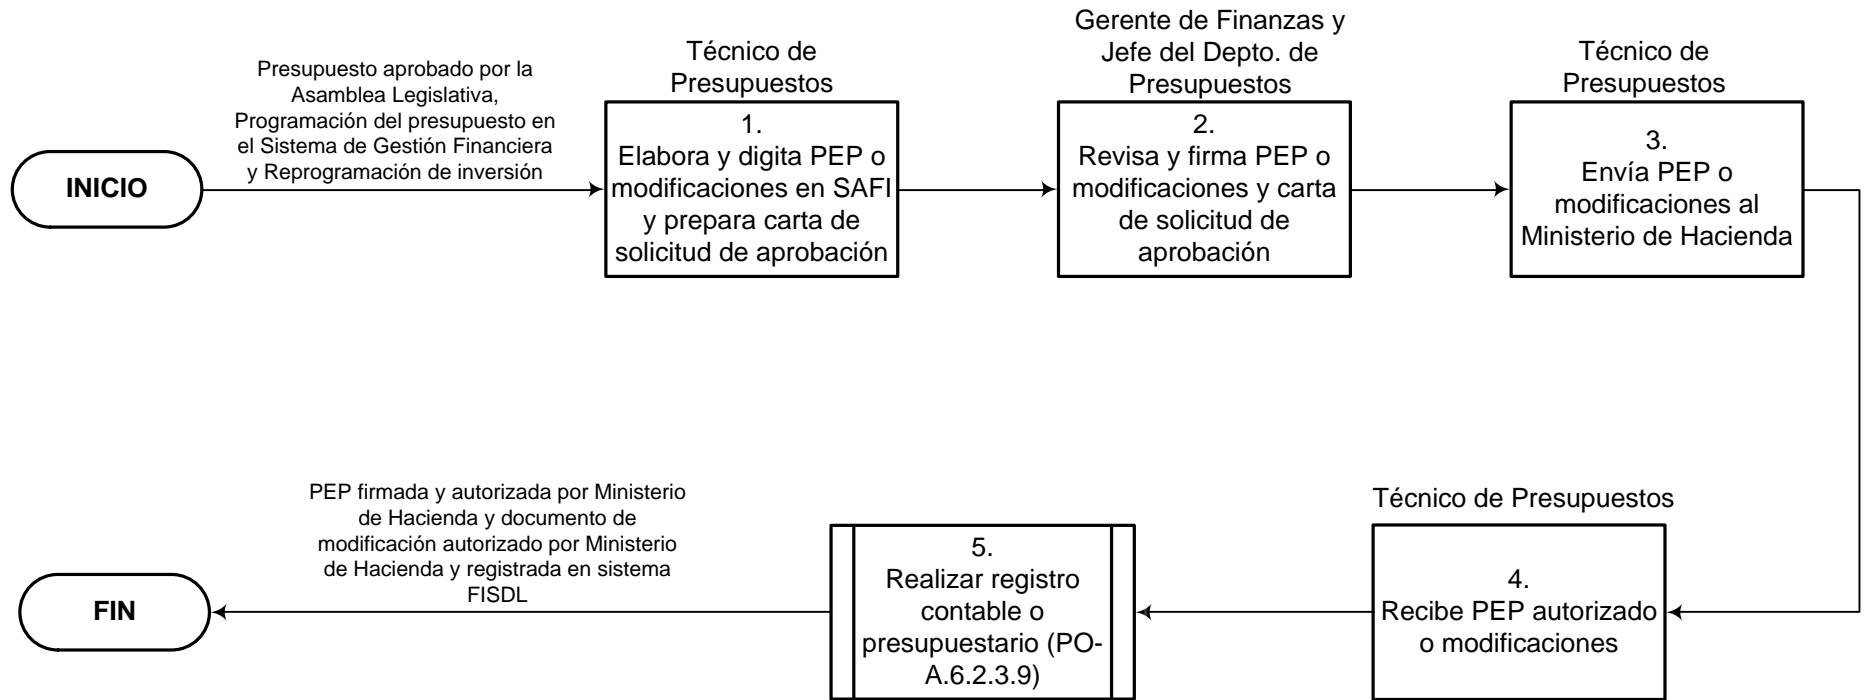 INICIO
Presupuesto aprobado por la
Asamblea Legislativa,
Programación del presupuesto en
el Sistema de Gestión Financiera
y Reprogramación de inversión
Técnico de
Presupuestos
1.
Elabora y digita PEP o
modificaciones en SAFI
y prepara carta de
solicitud de aprobación
Gerente de Finanzas y
Jefe del Depto. de
Presupuestos
2.
Revisa y firma PEP o
modificaciones y carta
de solicitud de
aprobación
Técnico de
Presupuestos
3.
Envía PEP o
modificaciones al
Ministerio de Hacienda
Técnico de Presupuestos
4.
Recibe PEP autorizado
o modificaciones
5.
Realizar registro
contable o
presupuestario (PO-
A.6.2.3.9)
PEP firmada y autorizada por Ministerio
de Hacienda y documento de
modificación autorizado por Ministerio
de Hacienda y registrada en sistema
FISDL
FIN